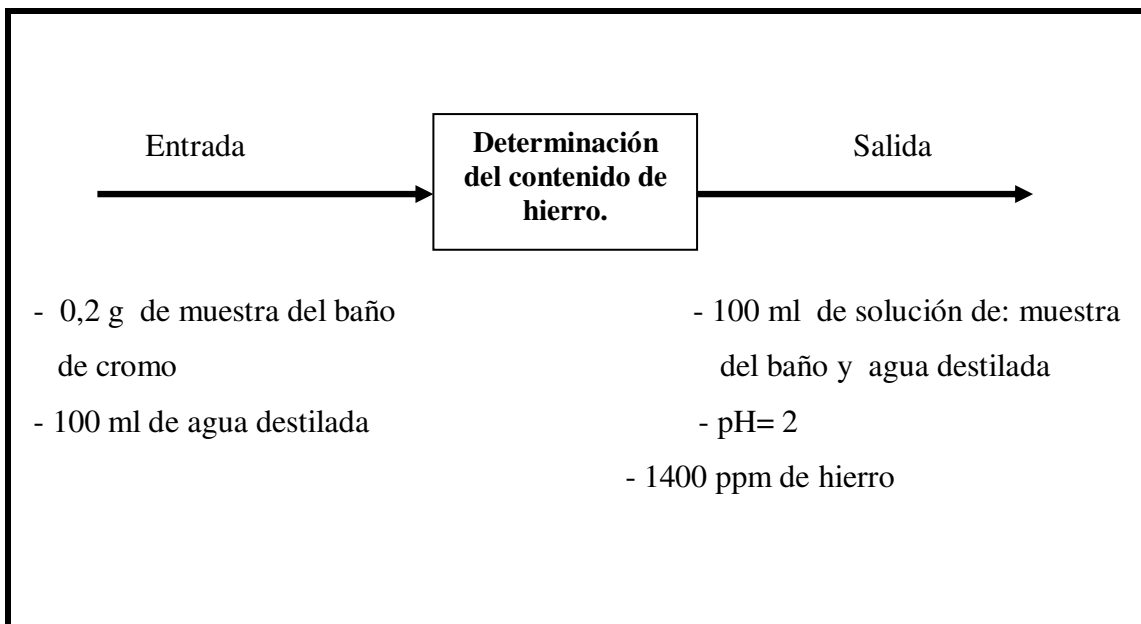 Entrada
Determinación
del contenido de
hierro.
Salida
- 0,2 g de muestra del baño
de cromo
- 100 ml de agua destilada
- 100 ml de solución de: muestra
del baño y agua destilada
- pH= 2
- 1400 ppm de hierro